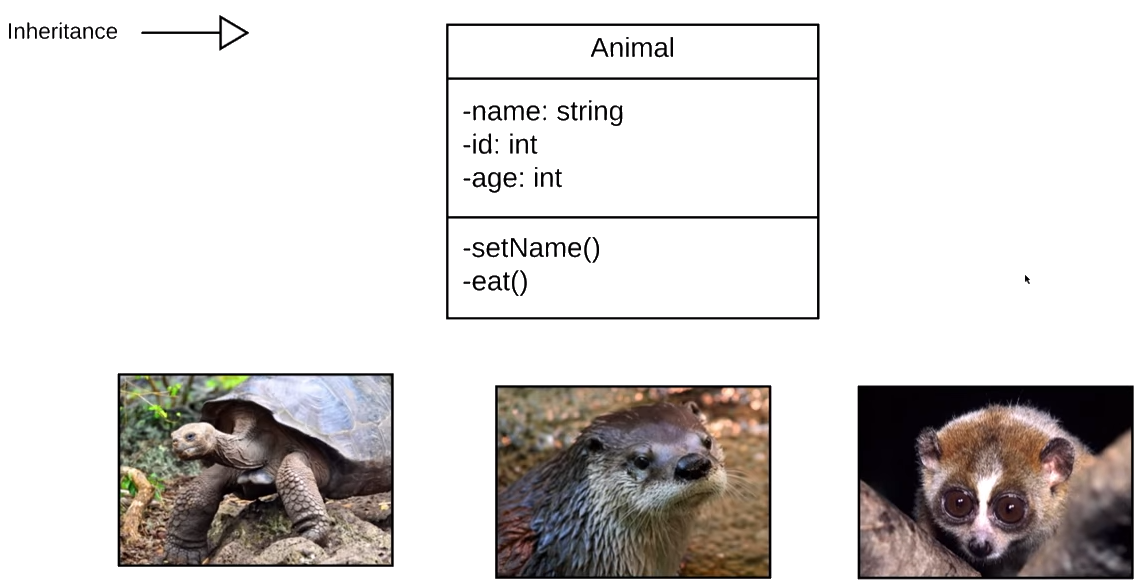 Inheritance
Animal
-name: string
-id: int
-age: int
-setName()
-eat()